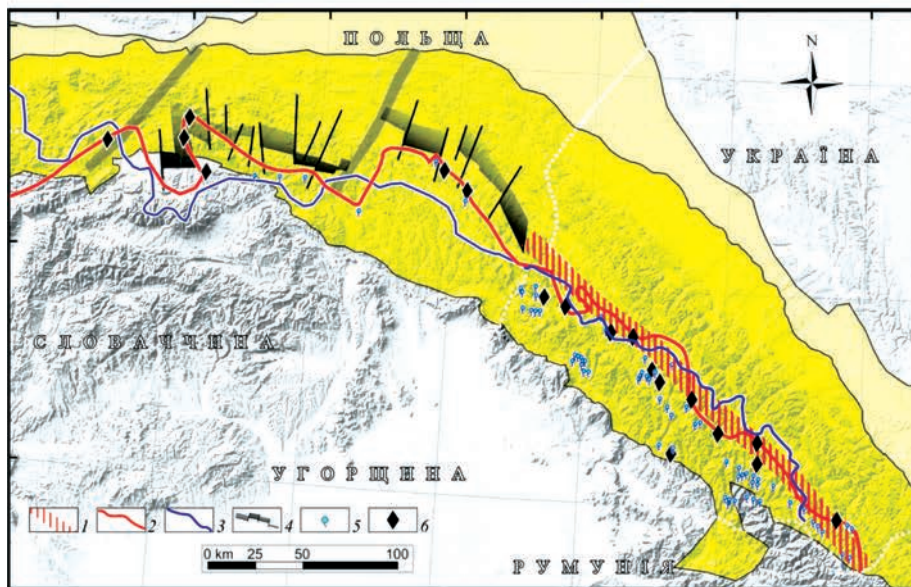 ПОЛЬЩА
N
УКРАЇНА
СЛОВАЧЧИНА
УГОРЩИНА
1 2 3 4 5 6
0 km 25 50 100
РУМУНІЯ